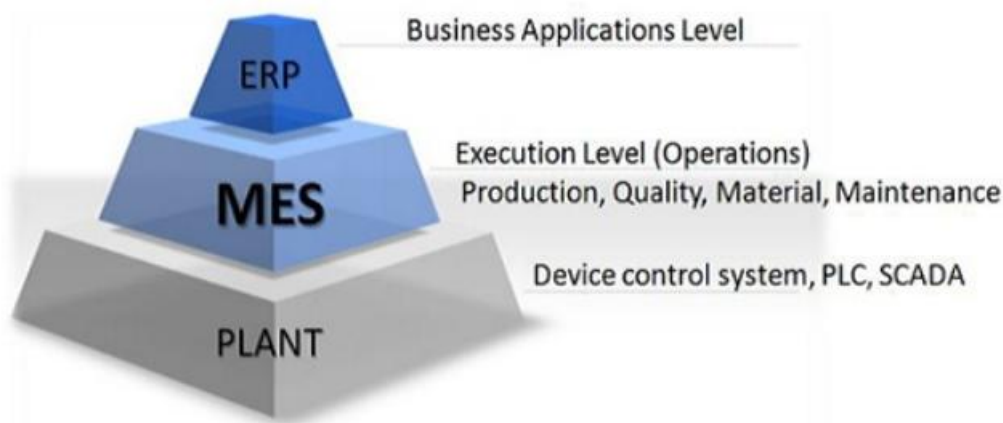 Business Applications Level
ERP
Execution Level (Operations)
Production, Quality, Material, Maintenance
MES
Device control system, PLC, SCADA
PLANT